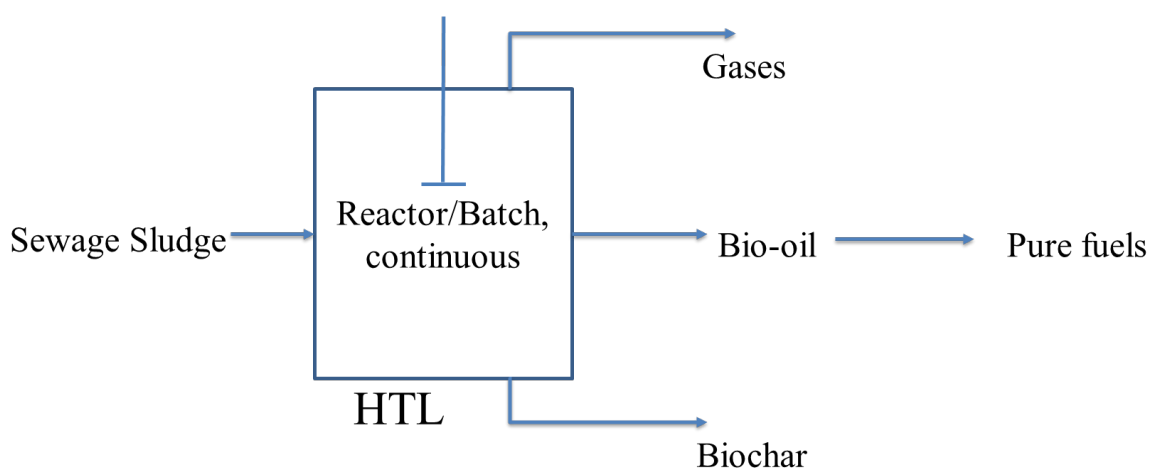 Gases
Sewage Sludge
Reactor/Batch,
continuous
Bio-oil
Pure fuels
HTL
Biochar